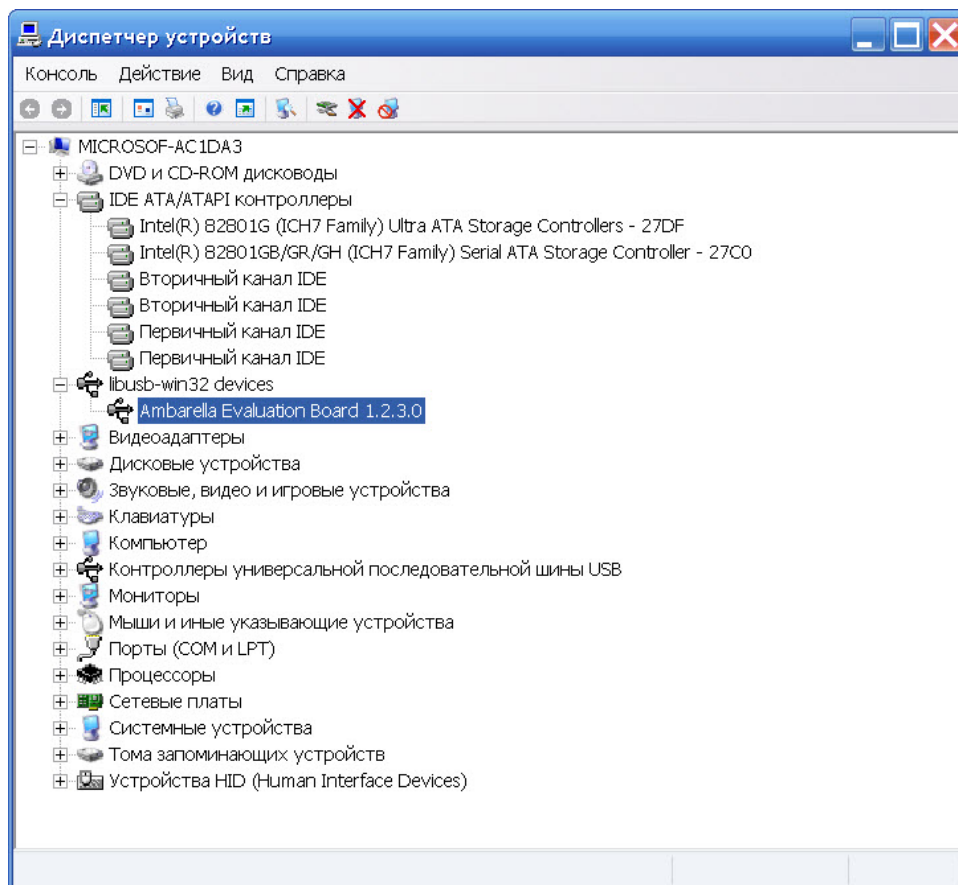 Диспетчер устройств
Консоль Действие Вид Справка
MICROSOF-AC1DA3
DVD и CD-ROM дисководы
IDE ATA/ATAPI контроллеры
Intel(R) 82801G (ICH7 Family) Ultra ATA Storage Controllers - 27DF
Intel(R) 82801GB/GR/GH (ICH7 Family) Serial ATA Storage Controller - 27C0
Вторичный канал IDE
Вторичный канал IDE
Первичный канал IDE
Первичный канал IDE
libusb-win32 devices
Ambarella Evaluation Board 1.2.3.0
Видеоадаптеры
Дисковые устройства
Звуковые, видео и игровые устройства
Клавиатуры
Компьютер
Контроллеры универсальной последовательной шины USB
Мониторы
Мыши и иные указывающие устройства
Порты (COM и LPT)
Процессоры
Сетевые платы
Системные устройства
Тома запоминающих устройств
Устройства HID (Human Interface Devices)